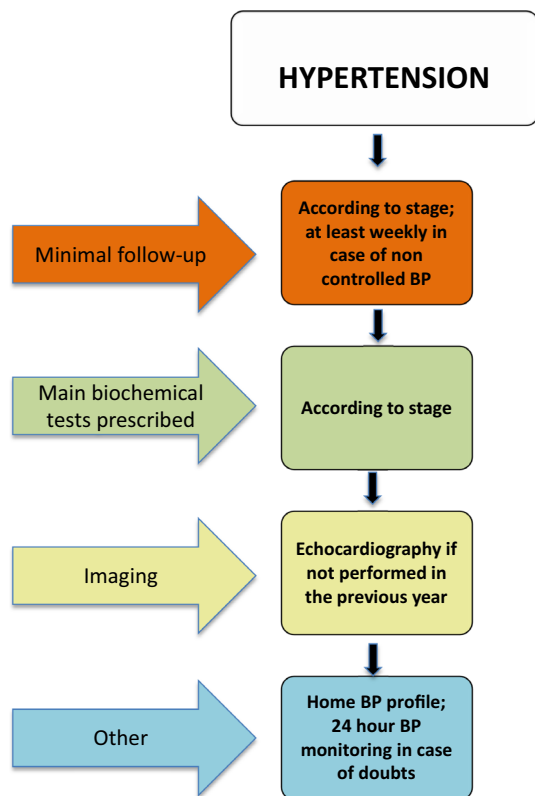 HYPERTENSION
Minimal follow-up
According to stage;
at least weekly in
case of non
controlled BP
Main biochemical
tests prescribed
According to stage
Imaging
Echocardiography if
not performed in
the previous year
Other
Home BP profile;
24 hour BP
monitoring in case
of doubts